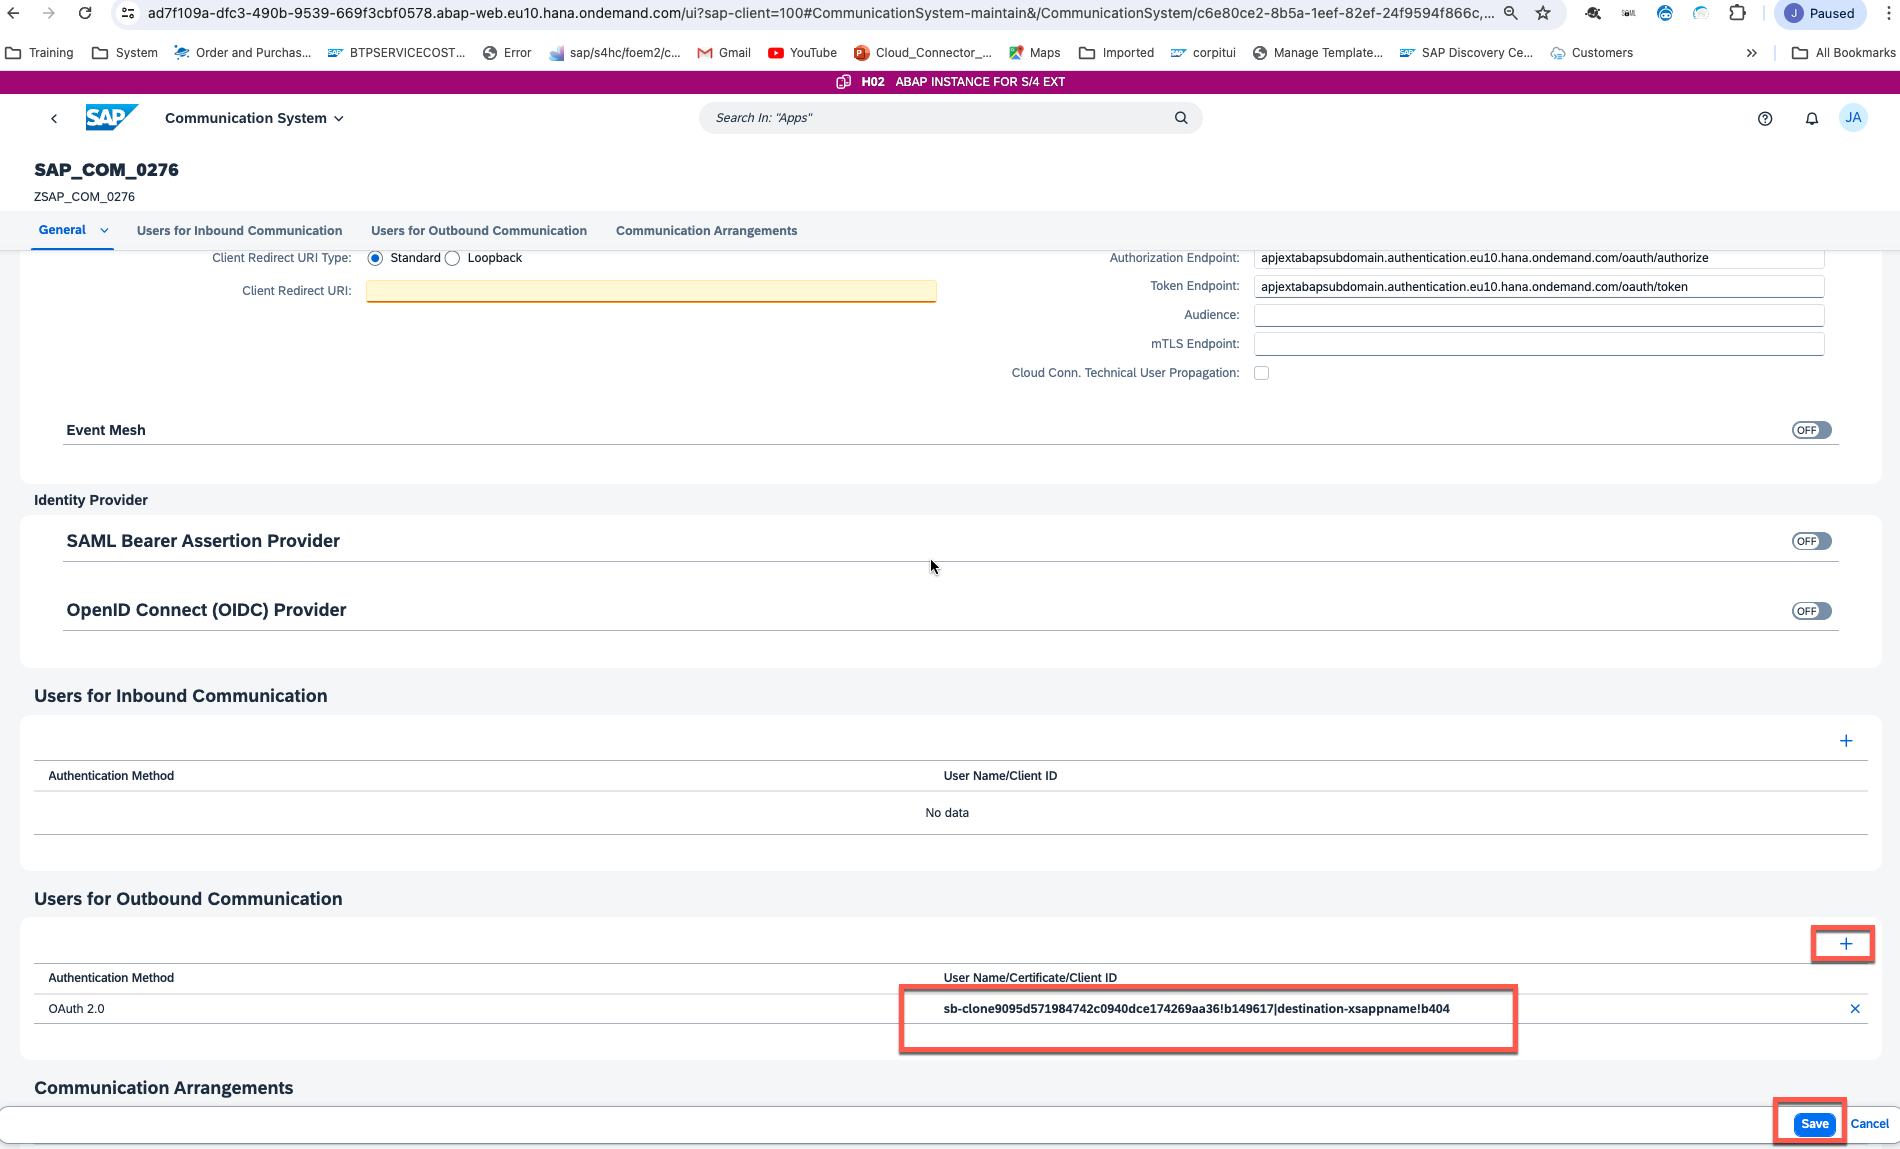 ad7f109a-dfc3-490b-9539-669f3cbf0578.abap-web.eu10.hana.ondemand.com/ui?sap-client=100#CommunicationSystem-maintain&/CommunicationSystem/c6e80ce2-8b5a-1eef-82ef-24f9594f866c,...
J Paused
Training System Order and Purchas... BTPSERVICECOST... Error sap/s4hc/foem2/c... Gmail YouTube Cloud_Connector_... Maps Imported corpitui Manage Template... SAP Discovery Ce... Customers » All Bookmarks
H02 ABAP INSTANCE FOR S/4 EXT
SAP Communication System Search In: "Apps" JA
SAP_COM_0276
ZSAP_COM_0276
General Users for Inbound Communication Users for Outbound Communication Communication Arrangements
Client Redirect URI Type: Standard Loopback
Authorization Endpoint: apjextabapsubdomain.authentication.eu10.hana.ondemand.com/oauth/authorize
Client Redirect URI:
Token Endpoint: apjextabapsubdomain.authentication.eu10.hana.ondemand.com/oauth/token
Audience:
mTLS Endpoint:
Cloud Conn. Technical User Propagation:
Event Mesh OFF
Identity Provider
SAML Bearer Assertion Provider OFF
OpenID Connect (OIDC) Provider OFF
Users for Inbound Communication
Authentication Method User Name/Client ID
No data
Users for Outbound Communication
Authentication Method User Name/Certificate/Client ID
OAuth 2.0 sb-clone9095d571984742c0940dce174269aa36!b149617|destination-xsappname!b404
Communication Arrangements
Save Cancel